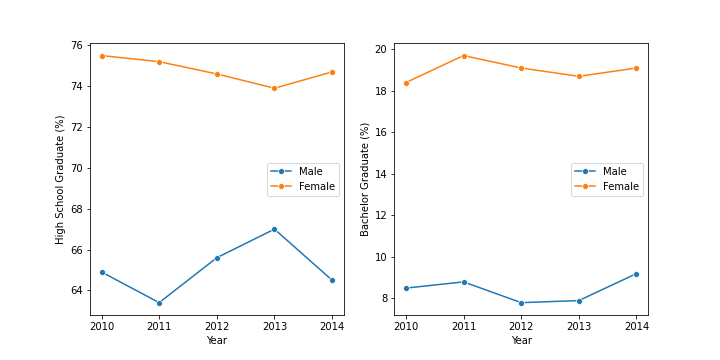 76
74
72
70
68
66
64
High School Graduate (%)
2010 2011 2012 2013 2014
Year
Male
Female
20
18
16
14
12
10
8
Bachelor Graduate (%)
2010 2011 2012 2013 2014
Year
Male
Female